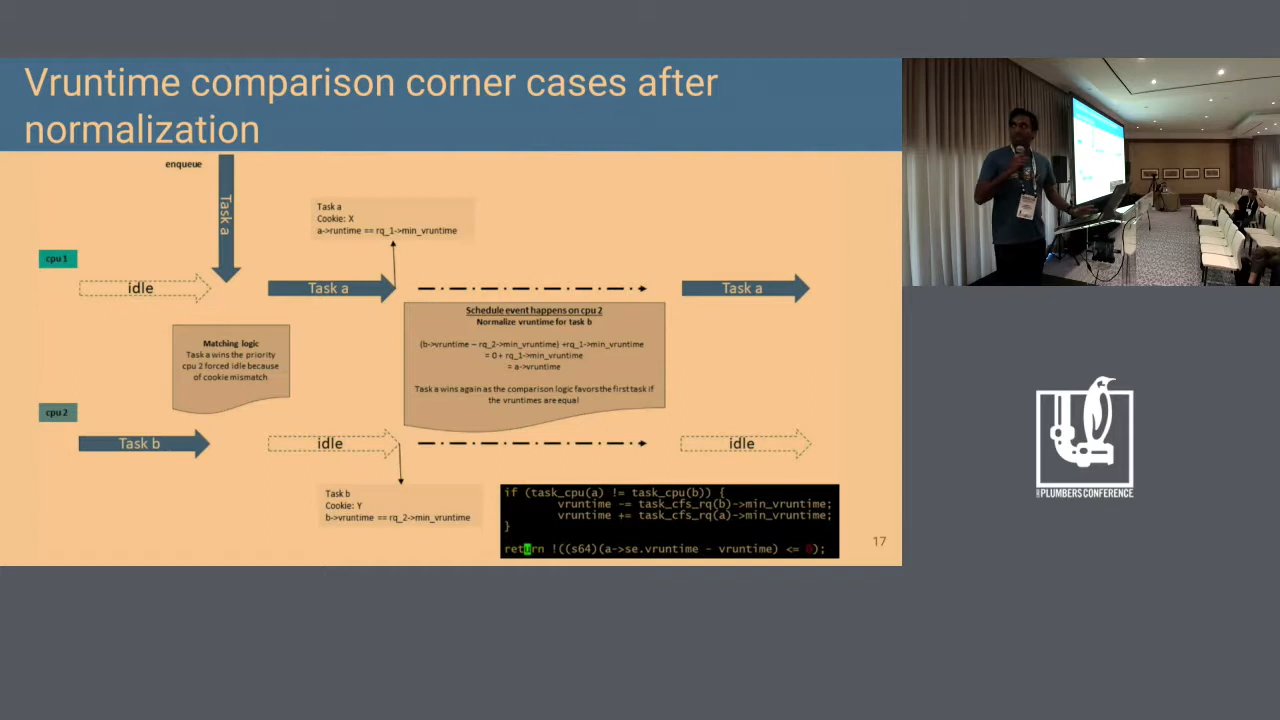 Vruntime comparison corner cases after
normalization
enqueue
Task a
Task a
Cookie: X
a->runtime == rq_1->min_vruntime
cpu 1
idle
Task a
Task a
Schedule event happens on cpu 2
Normalize vruntime for task b
(b->vruntime – rq_2->min_vruntime) +rq_1->min_vruntime
= 0 + rq_1->min_vruntime
= a->vruntime
Task a wins again as the comparison logic favors the first task if
the vruntimes are equal
Matching logic
Task a wins the priority
cpu 2 forced idle because
of cookie mismatch
cpu 2
Task b
idle
idle
Task b
Cookie: Y
b->vruntime == rq_2->min_vruntime
if (task_cpu(a) != task_cpu(b)) {
vruntime -= task_cfs_rq(b)->min_vruntime;
vruntime += task_cfs_rq(a)->min_vruntime;
}
return !((s64)(a->se.vruntime - vruntime) <= 0);
17
PLUMBERS CONFERENCE